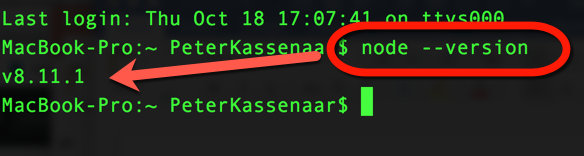 Last login: Thu Oct 18 17:07:41 on ttys000
MacBook-Pro:~ PeterKassenaar$ node --version
v8.11.1
MacBook-Pro:~ PeterKassenaar$